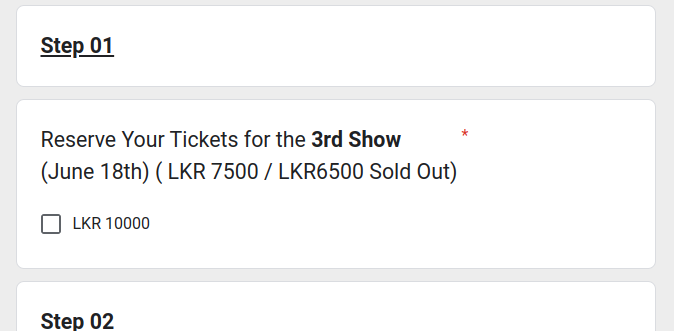 Step 01
Reserve Your Tickets for the 3rd Show *
(June 18th) ( LKR 7500 / LKR6500 Sold Out)
LKR 10000
Step 02